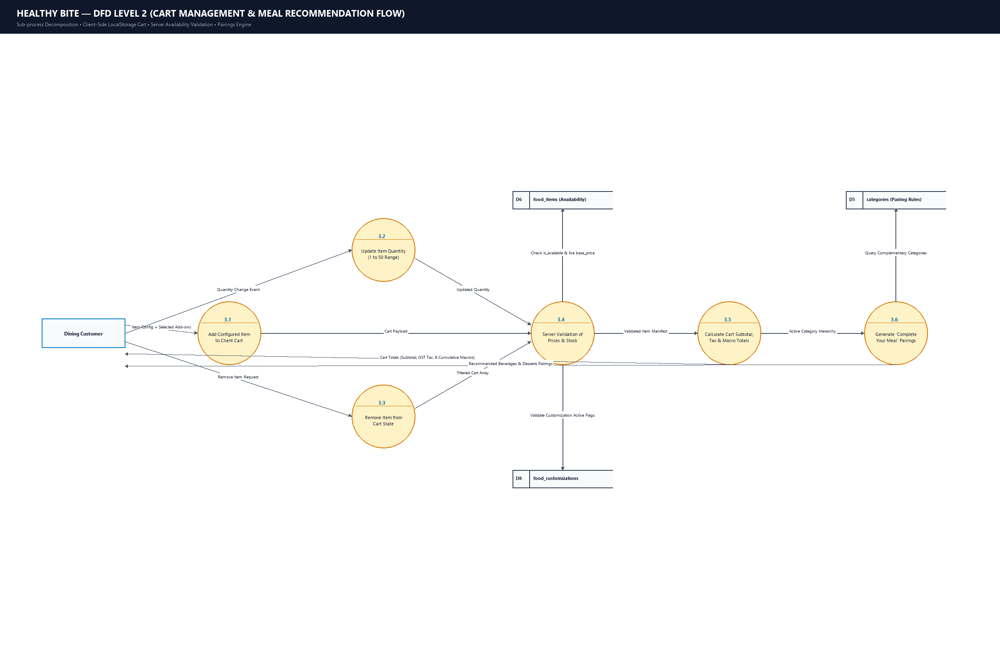 HEALTHY BITE — DFD LEVEL 2 (CART MANAGEMENT & MEAL RECOMMENDATION FLOW)
Sub-process Decomposition • Client-Side LocalStorage Cart • Server Availability Validation • Pairings Engine
D6
food_items (Availability)
D5
categories (Pairing Rules)
3.2
Update Item Quantity
(1 to 50 Range)
Check is_available & live base_price
Query Complementary Categories
Quantity Change Event
Updated Quantity
Dining Customer
Item Config + Selected Add-ons
3.1
Add Configured Item
to Client Cart
Cart Payload
3.4
Server Validation of
Prices & Stock
Validated Item Manifest
3.5
Calculate Cart Subtotal,
Tax & Macro Totals
Active Category Hierarchy
3.6
Generate 'Complete
Your Meal' Pairings
Cart Totals (Subtotal, GST Tax, 8 Cumulative Macros)
Recommended Beverages & Desserts Pairings
Filtered Cart Array
Remove Item Request
3.3
Remove Item from
Cart State
Validate Customization Active Flags
D8
food_customizations